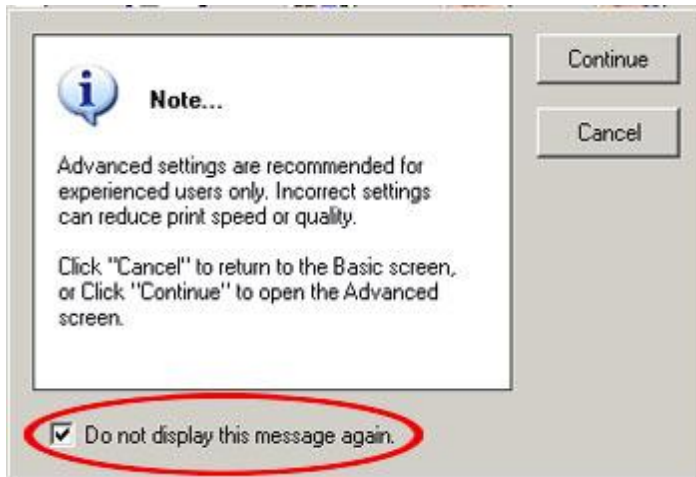 Note...
Advanced settings are recommended for
experienced users only. Incorrect settings
can reduce print speed or quality.
Click "Cancel" to return to the Basic screen,
or Click "Continue" to open the Advanced
screen.
Continue
Cancel
Do not display this message again.